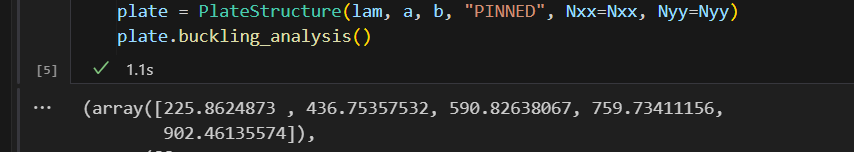 plate = PlateStructure(lam, a, b, "PINNED", Nxx=Nxx, Nyy=Nyy)
plate.buckling_analysis()
[5] ✓ 1.1s
... (array([225.8624873 , 436.75357532, 590.82638067, 759.73411156,
902.46135574]),